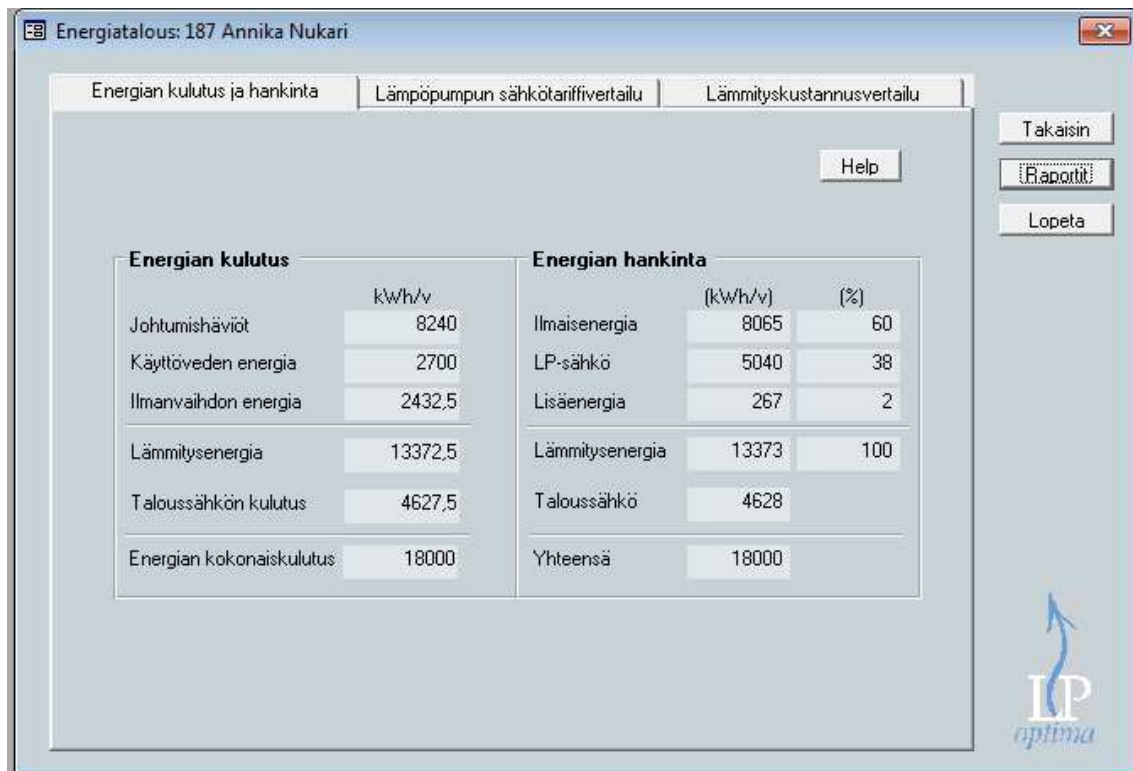 Energiatalous: 187 Annika Nukari
Energian kulutus ja hankinta Lämpöpumpun sähkötariffivertailu Lämmityskustannusvertailu
Takaisin
Help
Raportit
Lopeta
Energian kulutus Energian hankinta
kWh/v (kWh/v) (%)
Johtumishäviöt 8240 Ilmaisenergia 8065 60
Käyttöveden energia 2700 LP-sähkö 5040 38
Ilmanvaihdon energia 2432,5 Lisäenergia 267 2
Lämmitysenergia 13372,5 Lämmitysenergia 13373 100
Taloussähkön kulutus 4627,5 Taloussähkö 4628
Energian kokonaiskulutus 18000 Yhteensä 18000
LP
optima